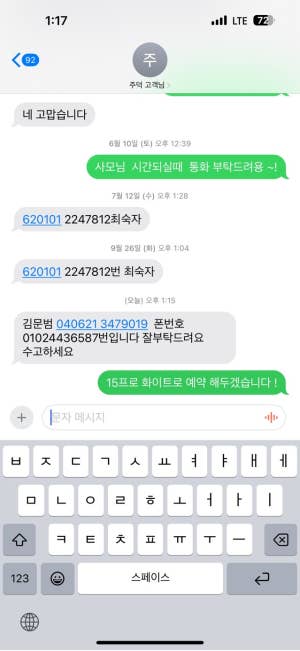 1:17
LTE
72
92
주
주덕 고객님
네 고맙습니다
6월 10일 (토) 오후 12:39
사모님 시간되실때 통화 부탁드려용 ~!
7월 12일 (수) 오후 1:28
620101 2247812최숙자
9월 26일 (화) 오후 1:04
620101 2247812번 최숙자
(오늘) 오후 1:15
김문범 040621 3479019 폰번호
01024436587번입니다 잘부탁드려요
수고하세요
15프로 화이트로 예약 해두겠습니다 !
문자 메시지
ㅂ ㅈ ㄷ ㄱ ㅅ ㅛ ㅕ ㅑ ㅐ ㅔ
ㅁ ㄴ ㅇ ㄹ ㅎ ㅗ ㅓ ㅏ ㅣ
ㅋ ㅌ ㅊ ㅍ ㅠ ㅜ ㅡ
123 스페이스